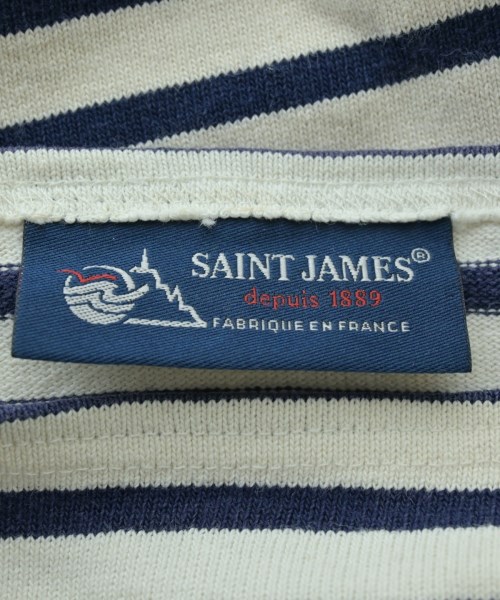 SAINT JAMES®
depuis 1889
FABRIQUE EN FRANCE